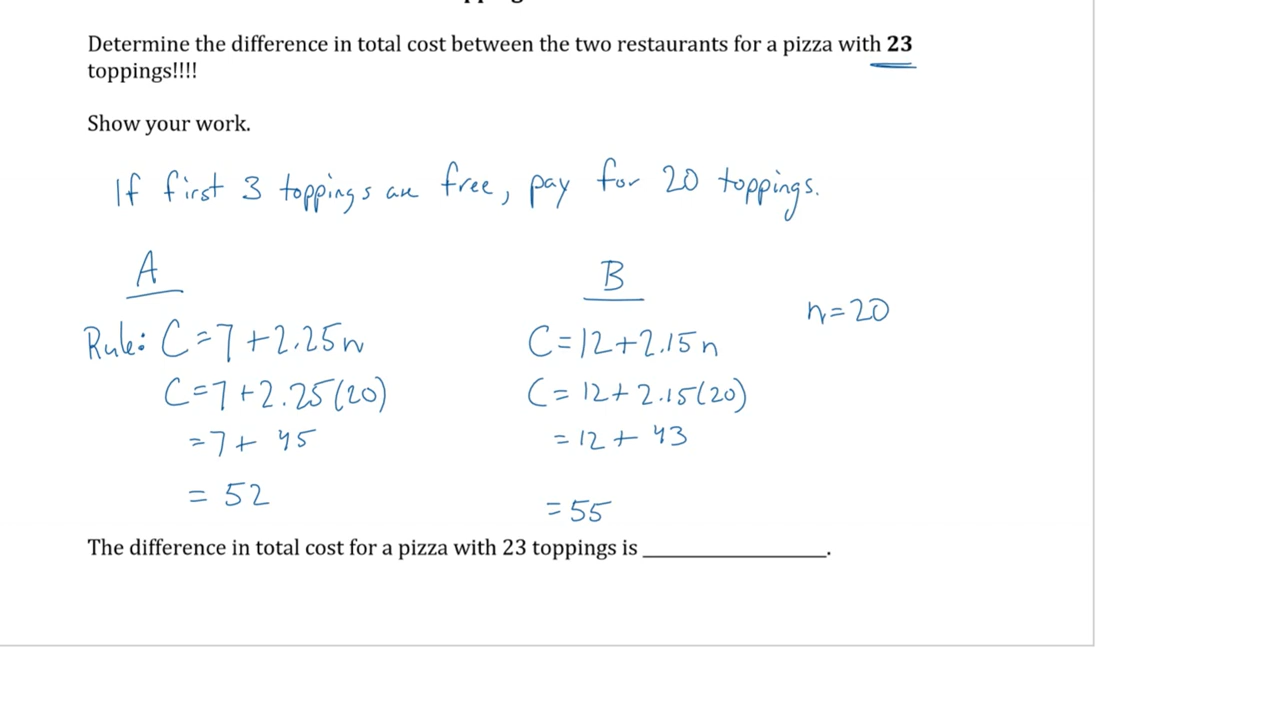 Determine the difference in total cost between the two restaurants for a pizza with 23
toppings!!!!
Show your work.
If first 3 toppings are free, pay for 20 toppings.
A
Rule: C=7+2.25n
C=7+2.25(20)
=7+ 45
= 52
B
C=12+2.15n
C= 12+ 2.15(20)
=12+ 43
=55
n=20
The difference in total cost for a pizza with 23 toppings is _________________.